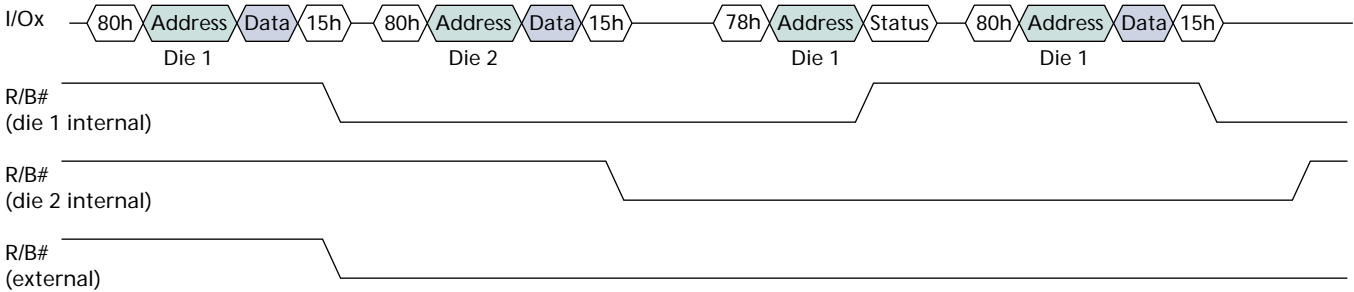 I/Ox 80h Address Data 15h 80h Address Data 15h 78h Address Status 80h Address Data 15h
Die 1 Die 2 Die 1 Die 1
R/B#
(die 1 internal)
R/B#
(die 2 internal)
R/B#
(external)